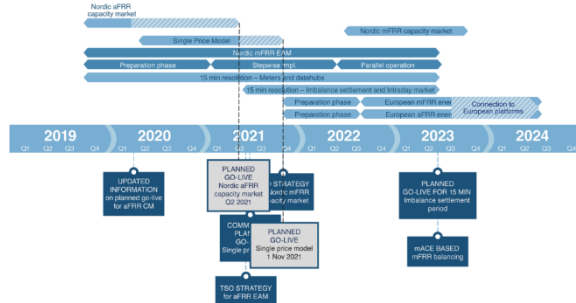 Nordic aFRR
capacity market
Nordic mFRR capacity market
Single Price Model
Nordic mFRR EAM
Preparation phase
Stepwise impl.
Parallel operation
15 min resolution – Meters and datahubs
15 min resolution – Imbalance settlement and Intraday market
Preparation phase
European mFRR
Connection to
European platforms
Preparation phase
European aFRR
2019
2020
2021
2022
2023
2024
Q1 Q2 Q3 Q4
Q1 Q2 Q3 Q4
Q1 Q2 Q3 Q4
Q1 Q2 Q3 Q4
Q1 Q2 Q3 Q4
Q1 Q2 Q3 Q4
UPDATED
INFORMATION
on planned go-live
for aFRR CM
PLANNED
GO-LIVE
Nordic aFRR
capacity market
Q2 2021
STRATEGY
mFRR
market
PLANNED
GO-LIVE FOR 15 MIN
Imbalance settlement
period
PLANNED
GO-LIVE
Single price model
1 Nov 2021
mACE BASED
mFRR balancing
TSO STRATEGY
for aFRR EAM